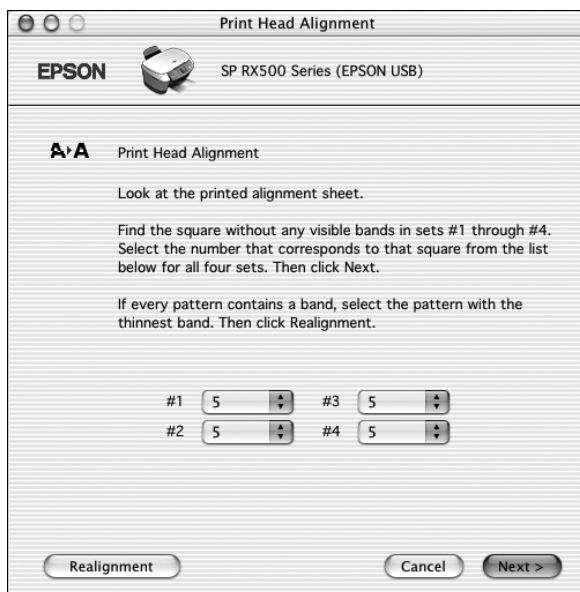 Print Head Alignment
EPSON
SP RX500 Series (EPSON USB)
A A Print Head Alignment
Look at the printed alignment sheet.
Find the square without any visible bands in sets #1 through #4.
Select the number that corresponds to that square from the list
below for all four sets. Then click Next.
If every pattern contains a band, select the pattern with the
thinnest band. Then click Realignment.
#1 5 #3 5
#2 5 #4 5
Realignment Cancel Next >